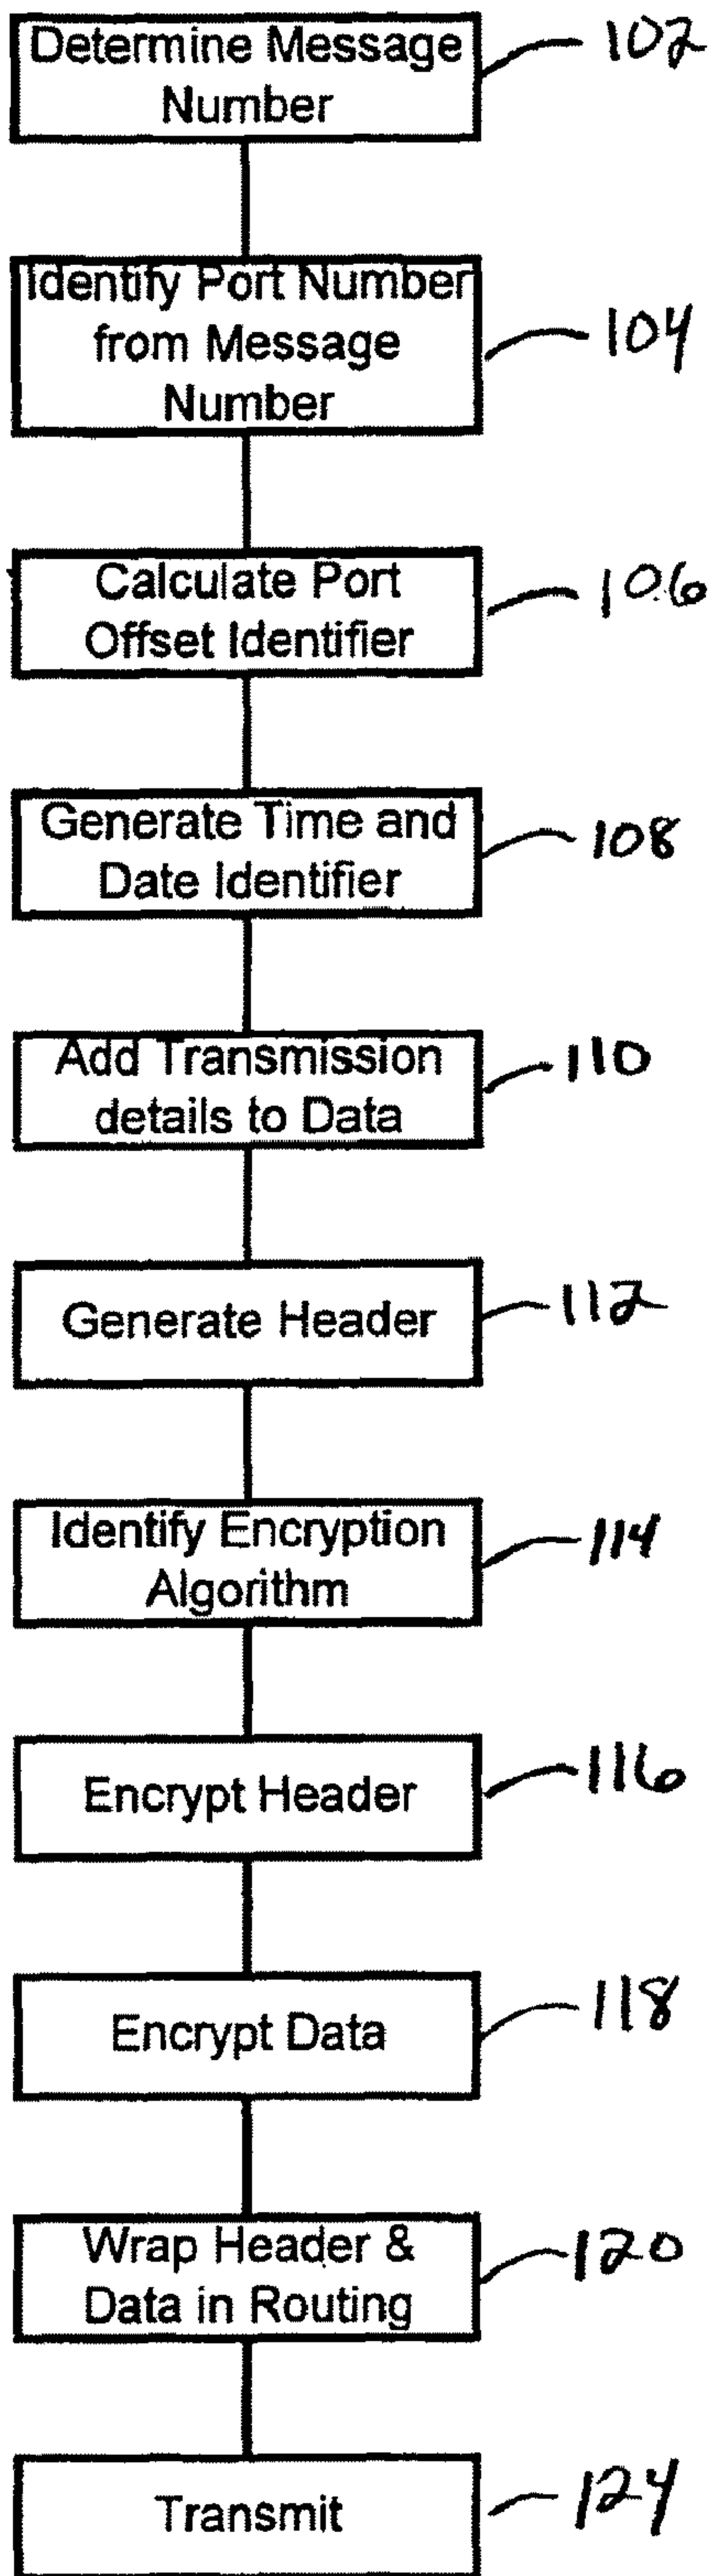 Determine Message
Number
102
Identify Port Number
from Message
Number
104
Calculate Port
Offset Identifier
106
Generate Time and
Date Identifier
108
Add Transmission
details to Data
110
Generate Header
112
Identify Encryption
Algorithm
114
Encrypt Header
116
Encrypt Data
118
Wrap Header &
Data in Routing
120
Transmit
124